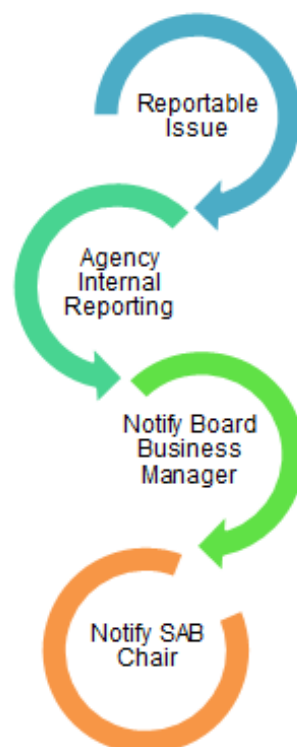 Reportable
Issue
Agency
Internal
Reporting
Notify Board
Business
Manager
Notify SAB
Chair